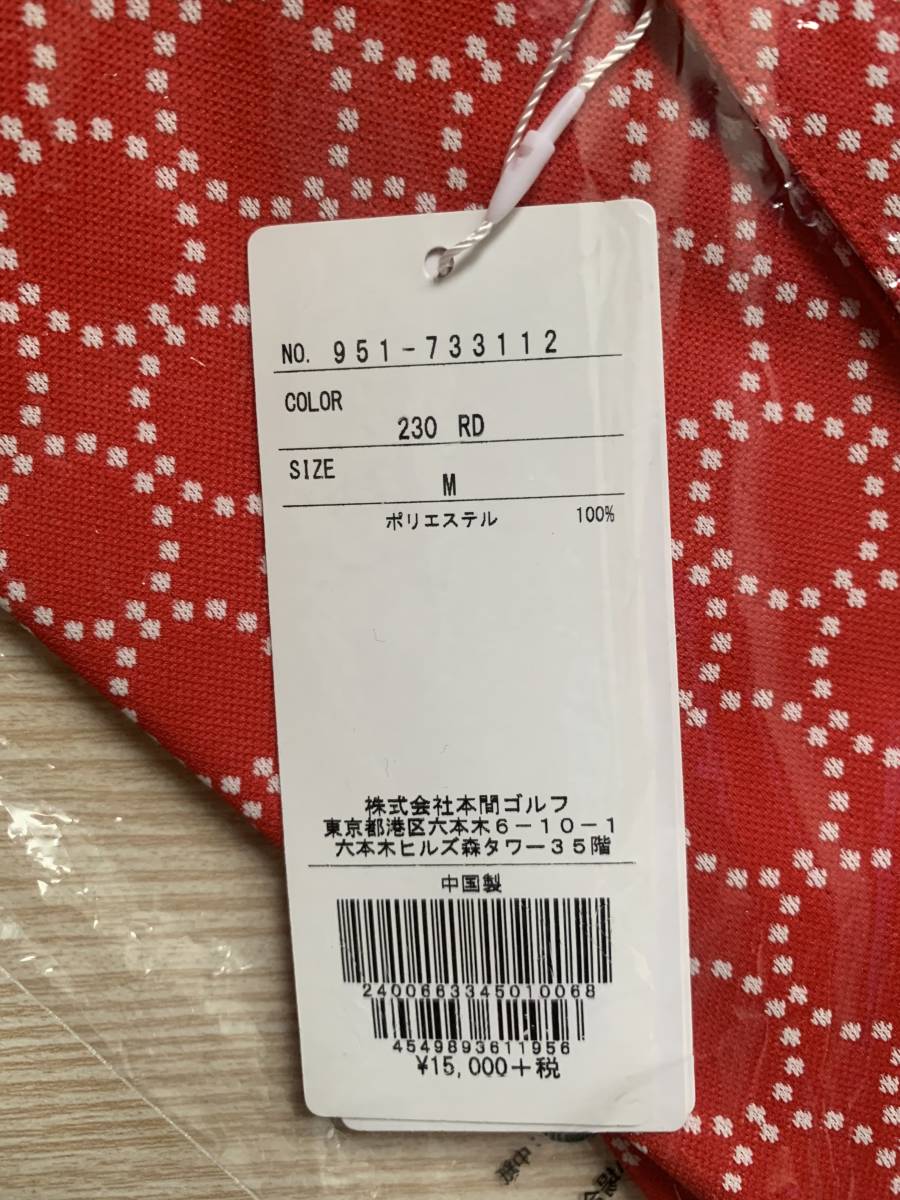 NO. 951-733112
COLOR
230 RD
SIZE
M
ポリエステル 100%
株式会社本間ゴルフ
東京都港区六本木6-10-1
六本木ヒルズ森タワー35階
中国製
2400663345010068
4549893611956
¥15,000+税